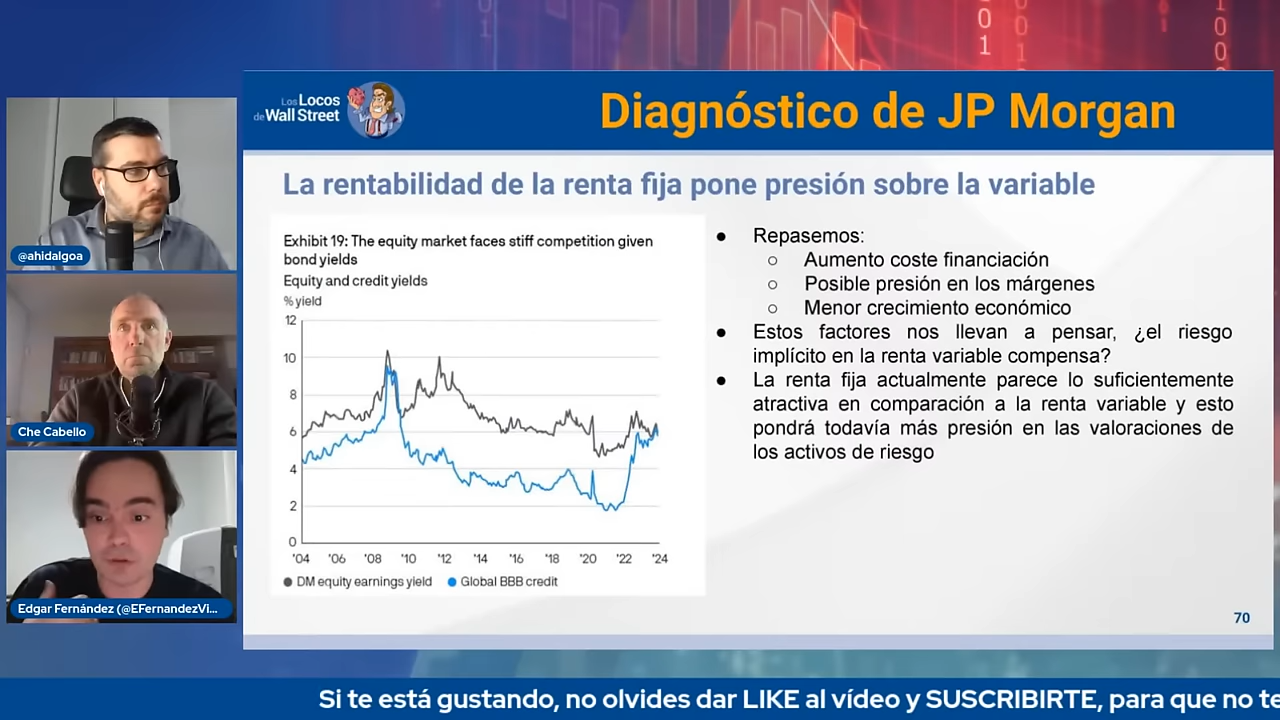 Los Locos
de Wall Street
Diagnóstico de JP Morgan
La rentabilidad de la renta fija pone presión sobre la variable
Exhibit 19: The equity market faces stiff competition given
bond yields
Equity and credit yields
% yield
12
10
8
6
4
2
0
'04 '06 '08 '10 '12 '14 '16 '18 '20 '22 '24
● DM equity earnings yield ● Global BBB credit
● Repasemos:
○ Aumento coste financiación
○ Posible presión en los márgenes
○ Menor crecimiento económico
● Estos factores nos llevan a pensar, ¿el riesgo
implícito en la renta variable compensa?
● La renta fija actualmente parece lo suficientemente
atractiva en comparación a la renta variable y esto
pondrá todavía más presión en las valoraciones de
los activos de riesgo
70
@ahidalgoa
Che Cabello
Edgar Fernández (@EFernandezVi...
Si te está gustando, no olvides dar LIKE al vídeo y SUSCRIBIRTE, para que no te